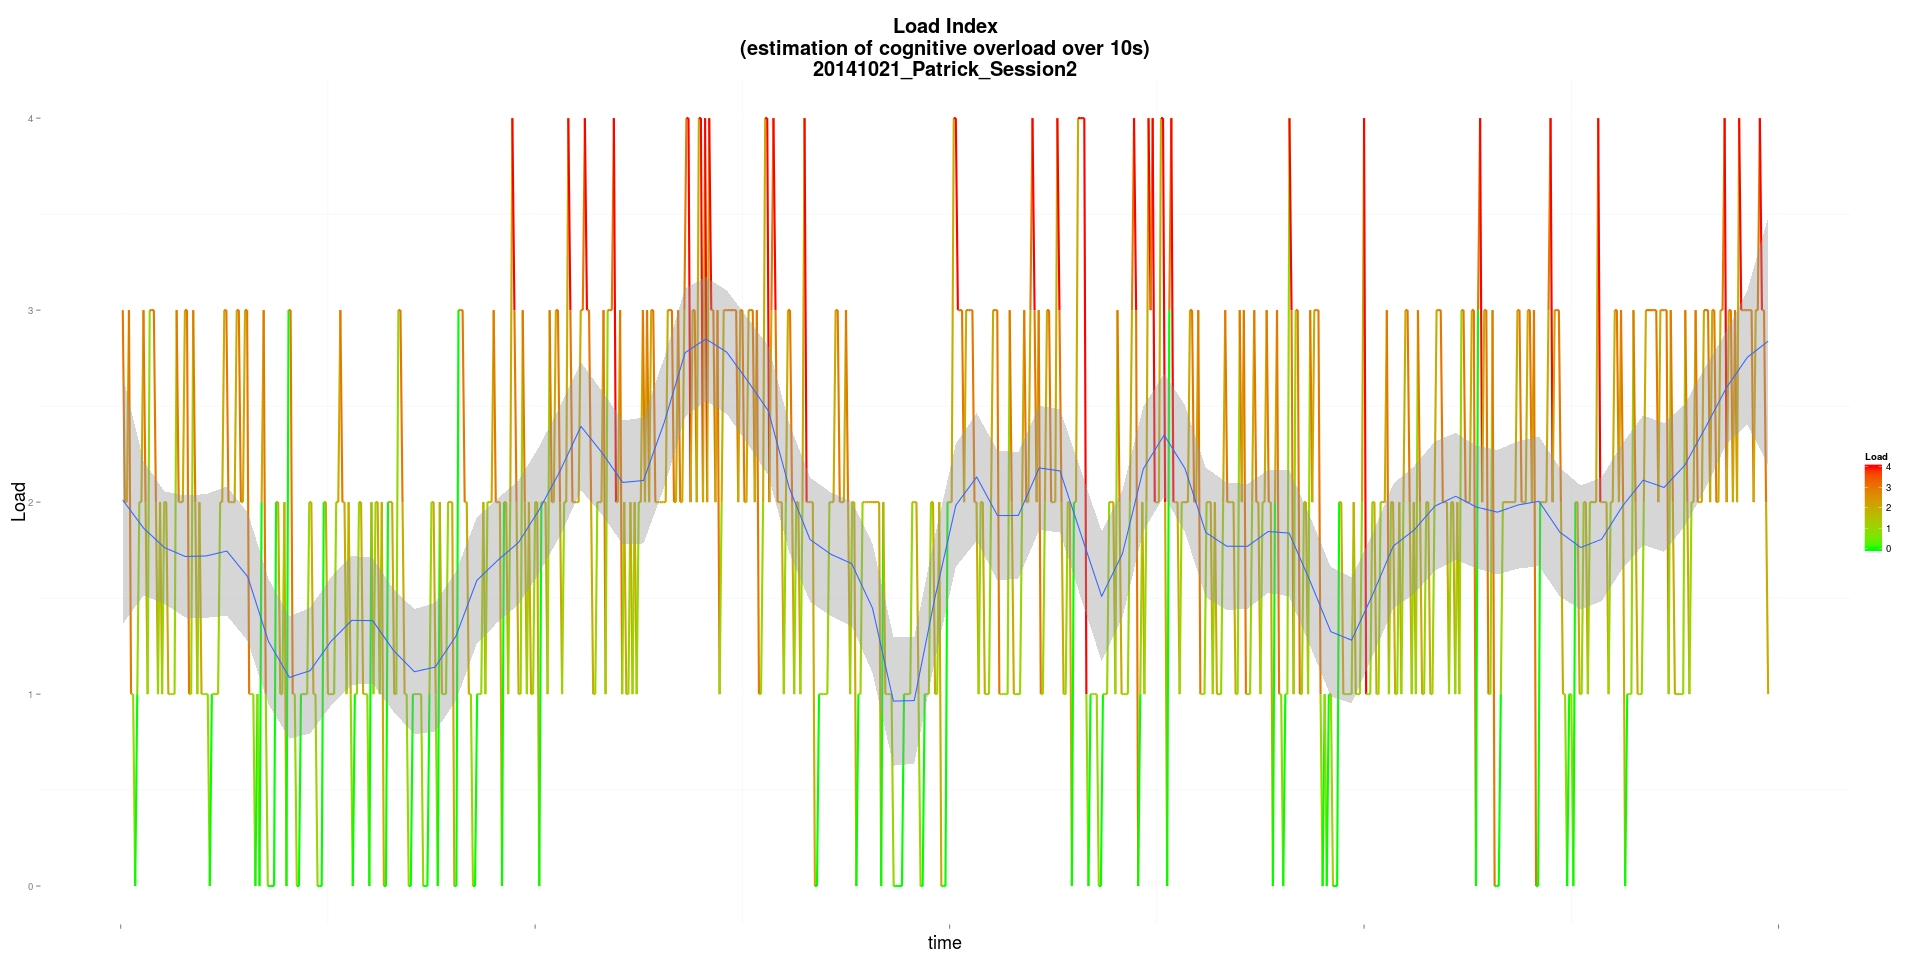 Load Index
(estimation of cognitive overload over 10s)
20141021_Patrick_Session2
4
3
2
1
0
Load
time
Load
4
3
2
1
0